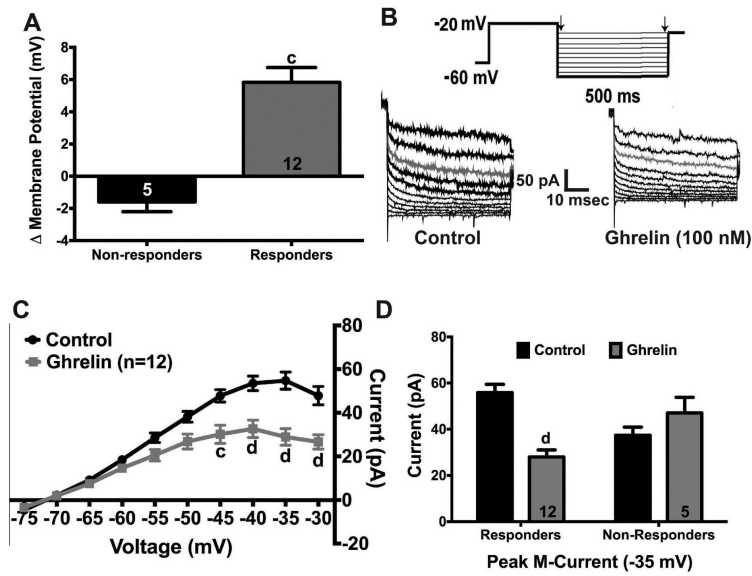 A
Δ Membrane Potential (mV)
8
6
4
2
0
-2
-4
c
5
12
Non-responders
Responders
B
-20 mV
-60 mV
500 ms
50 pA
10 msec
Control
Ghrelin (100 nM)
C
Control
Ghrelin (n=12)
80
60
40
20
0
-20
Current (pA)
c d d d
-75 -70 -65 -60 -55 -50 -45 -40 -35 -30
Voltage (mV)
D
Control
Ghrelin
Current (pA)
80
60
40
20
0
d
12
5
Responders
Non-Responders
Peak M-Current (-35 mV)